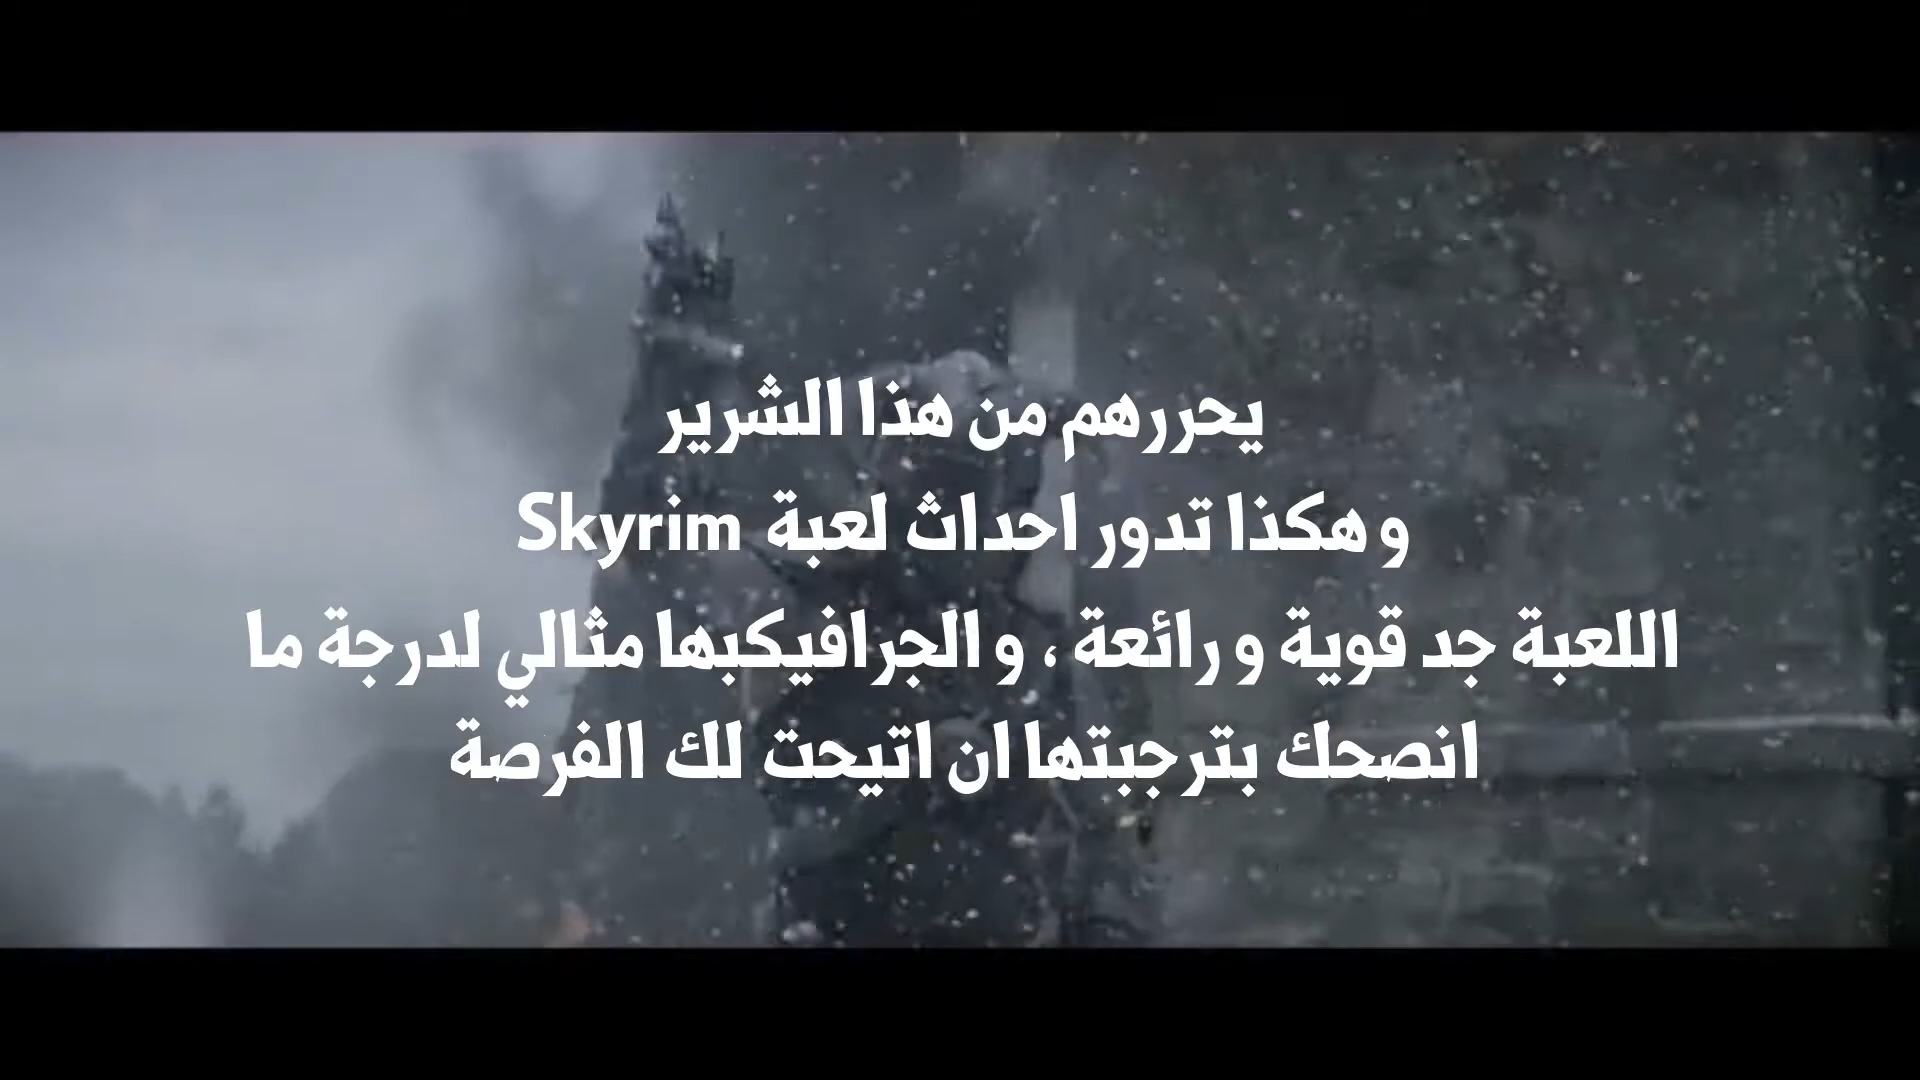 يحررهم من هذا الشرير
و هكذا تدور احداث لعبة Skyrim
اللعبة جد قوية و رائعة ، و الجرافيكبها مثالي لدرجة ما
انصحك بترجبتها ان اتيحت لك الفرصة